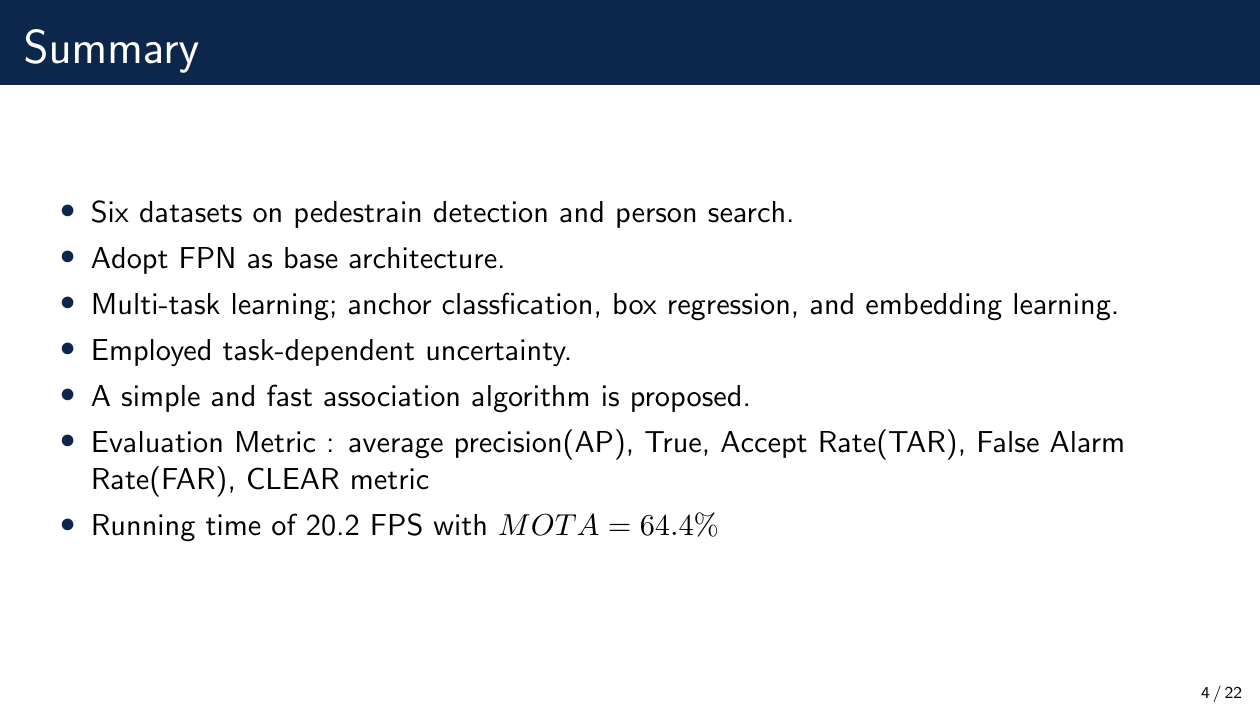 Summary
• Six datasets on pedestrain detection and person search.
• Adopt FPN as base architecture.
• Multi-task learning; anchor classfication, box regression, and embedding learning.
• Employed task-dependent uncertainty.
• A simple and fast association algorithm is proposed.
• Evaluation Metric : average precision(AP), True, Accept Rate(TAR), False Alarm
Rate(FAR), CLEAR metric
• Running time of 20.2 FPS with MOTA = 64.4%
4 / 22